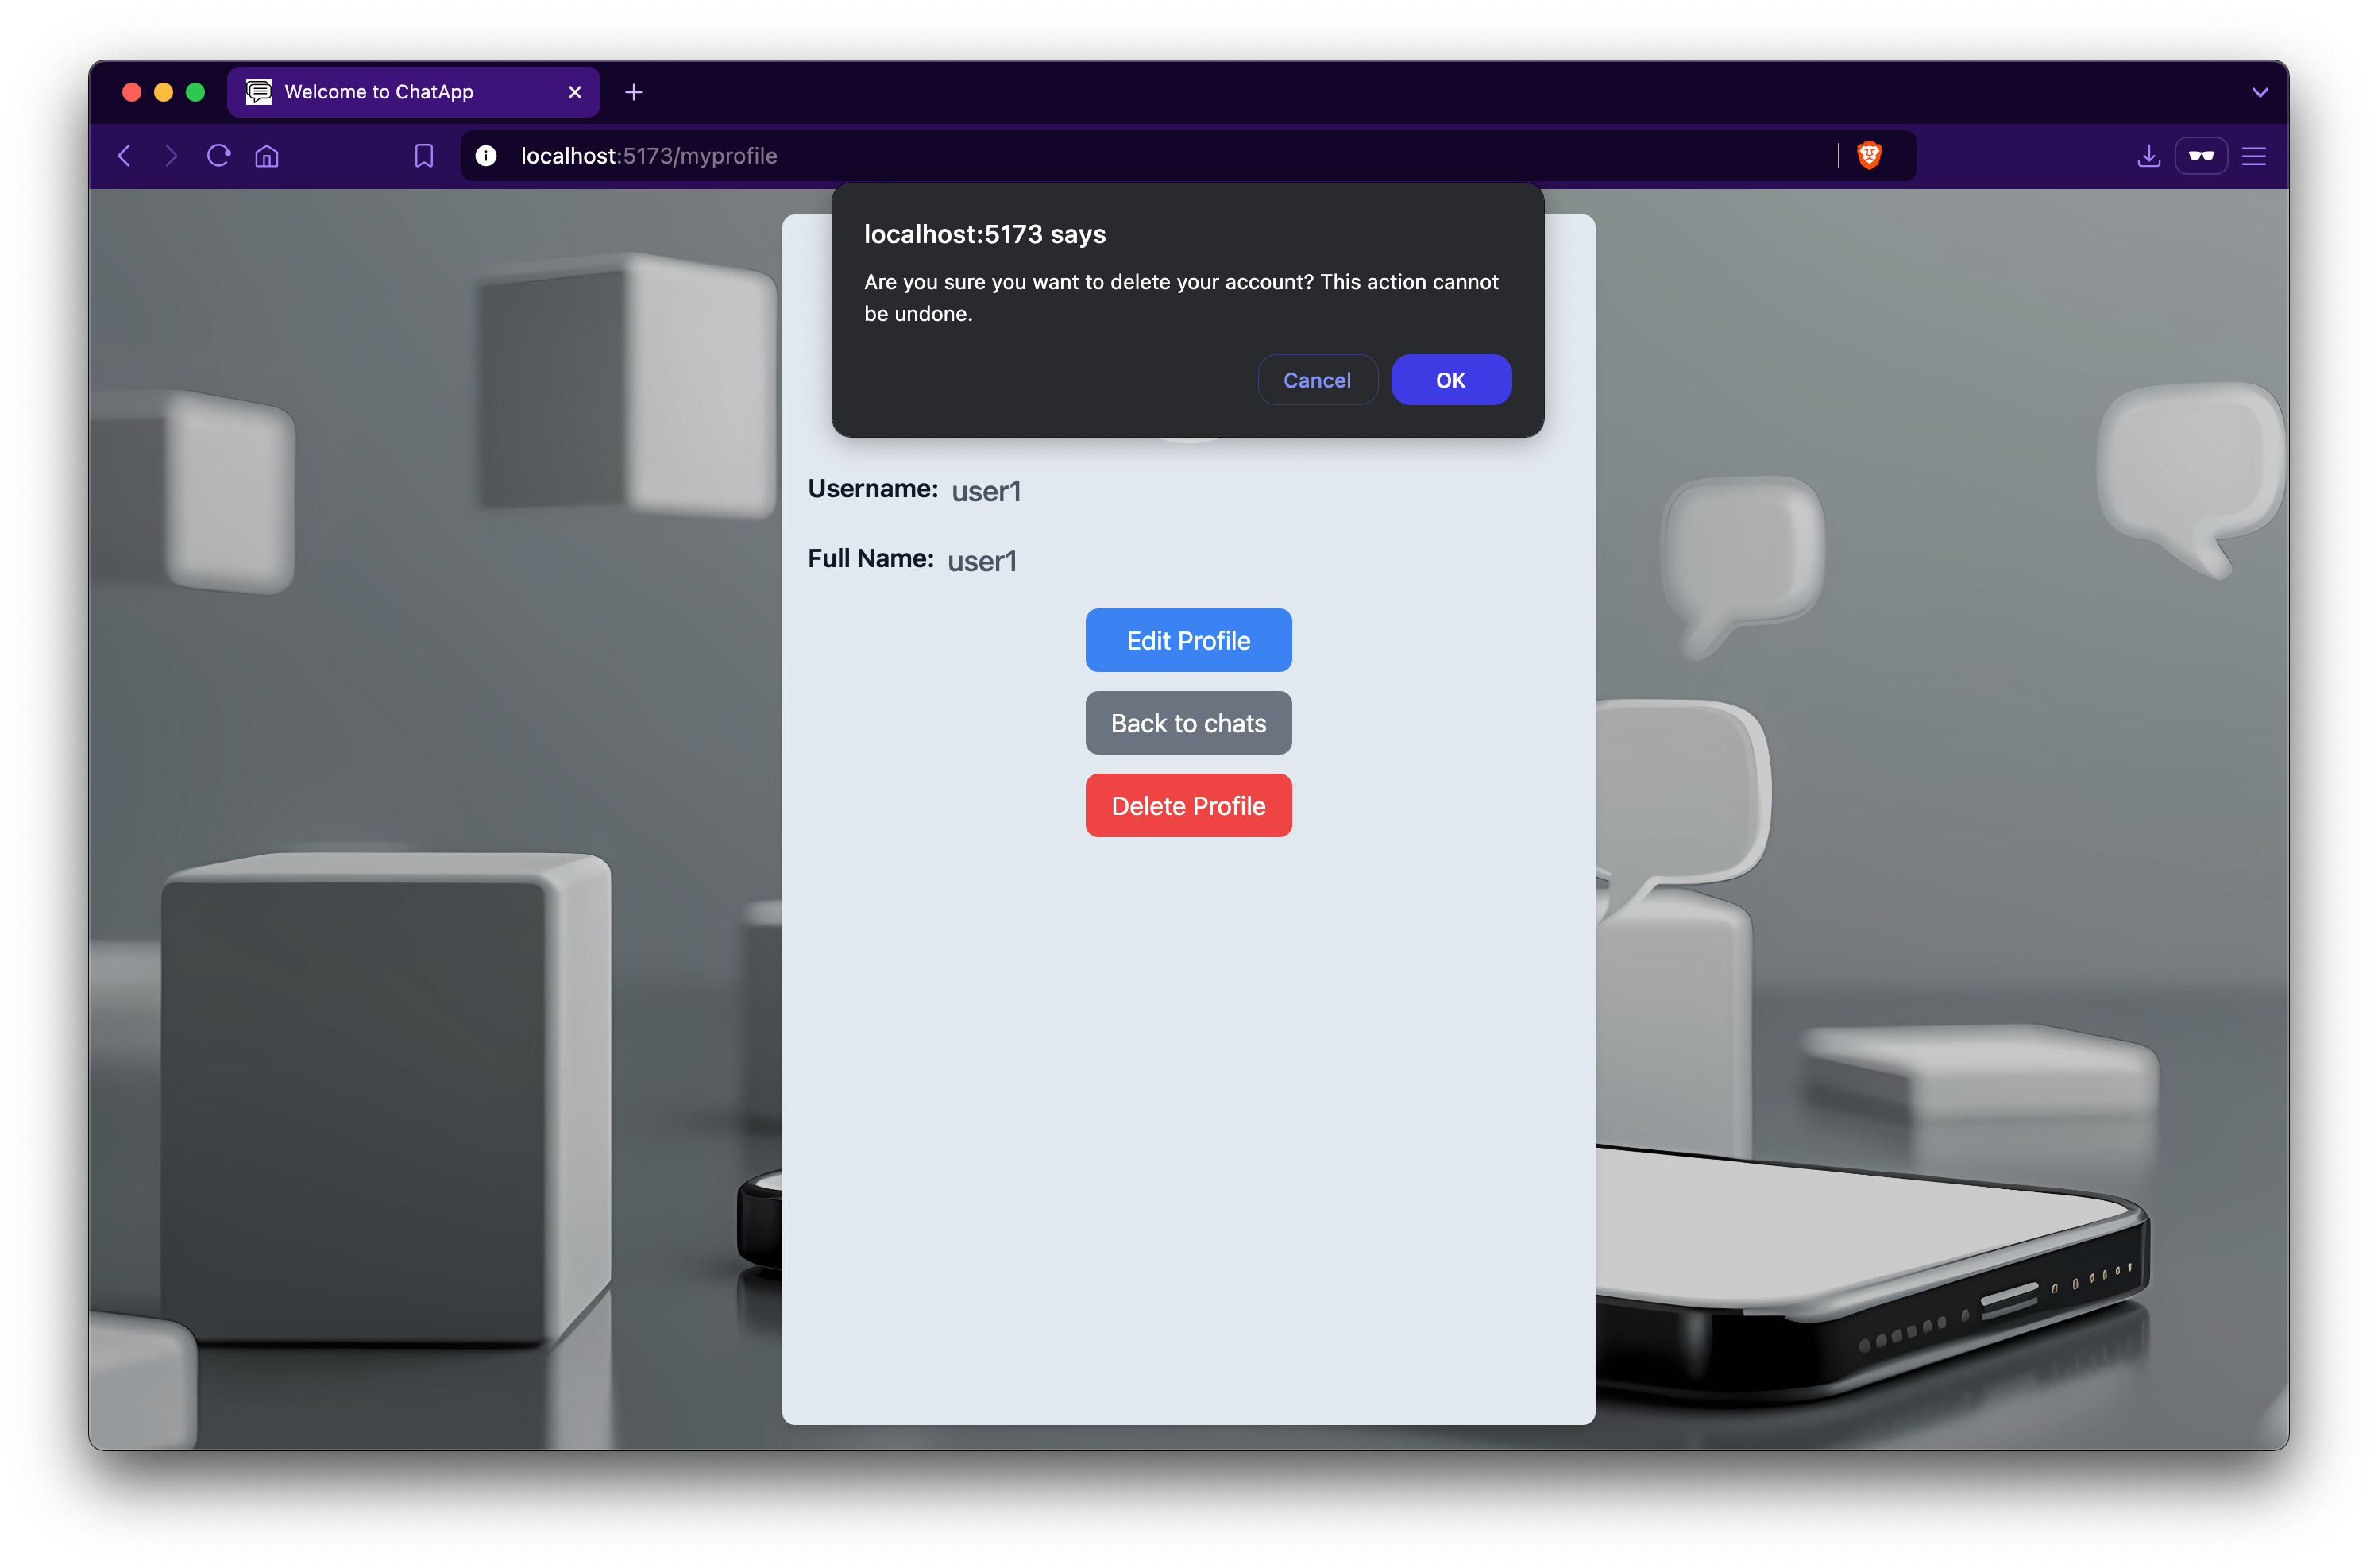 Welcome to ChatApp
localhost:5173/myprofile
localhost:5173 says
Are you sure you want to delete your account? This action cannot
be undone.
Cancel
OK
Username: user1
Full Name: user1
Edit Profile
Back to chats
Delete Profile